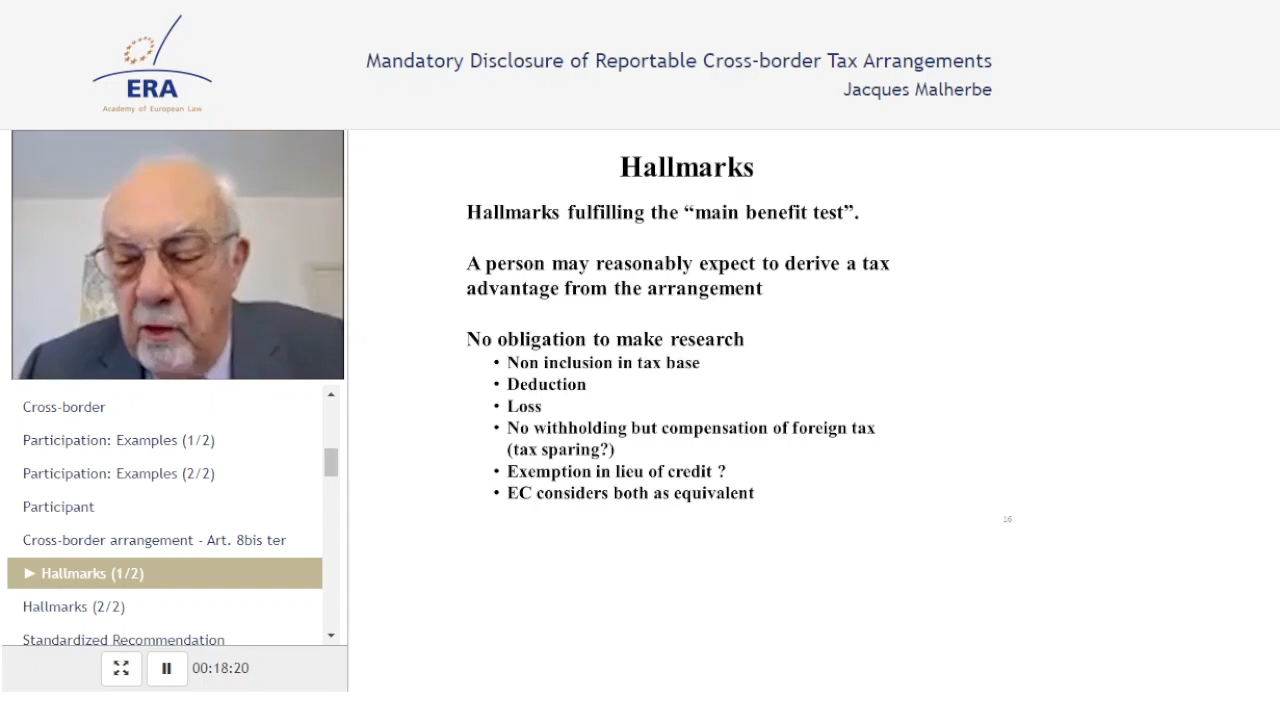 ERA
Academy of European Law
Mandatory Disclosure of Reportable Cross-border Tax Arrangements
Jacques Malherbe
Hallmarks
Hallmarks fulfilling the “main benefit test”.
A person may reasonably expect to derive a tax
advantage from the arrangement
No obligation to make research
• Non inclusion in tax base
• Deduction
• Loss
• No withholding but compensation of foreign tax
(tax sparing?)
• Exemption in lieu of credit ?
• EC considers both as equivalent
16
Cross-border
Participation: Examples (1/2)
Participation: Examples (2/2)
Participant
Cross-border arrangement - Art. 8bis ter
► Hallmarks (1/2)
Hallmarks (2/2)
Standardized Recommendation
00:18:20